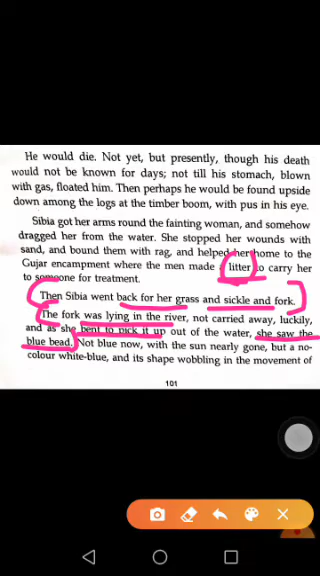 He would die. Not yet, but presently, though his death
would not be known for days; not till his stomach, blown
with gas, floated him. Then perhaps he would be found upside
down among the logs at the timber boom, with pus in his eye.
Sibia got her arms round the fainting woman, and somehow
dragged her from the water. She stopped her wounds with
sand, and bound them with rag, and helped her home to the
Gujar encampment where the men made a litter to carry her
to someone for treatment.
Then Sibia went back for her grass and sickle and fork.
The fork was lying in the river, not carried away, luckily,
and as she bent to pick it up out of the water, she saw the
blue bead. Not blue now, with the sun nearly gone, but a no-
colour white-blue, and its shape wobbling in the movement of
101